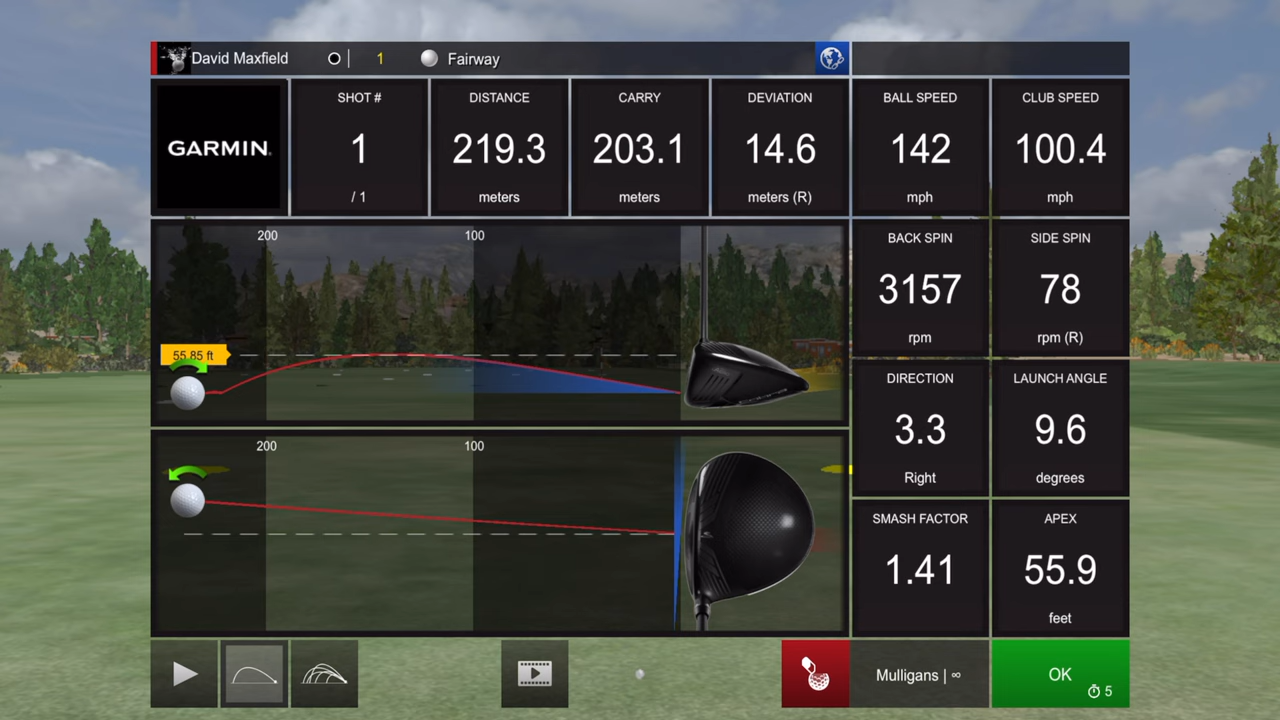 David Maxfield
1
Fairway
GARMIN
SHOT #
1
/ 1
DISTANCE
219.3
meters
CARRY
203.1
meters
DEVIATION
14.6
meters (R)
BALL SPEED
142
mph
CLUB SPEED
100.4
mph
200
100
55.85 ft
BACK SPIN
3157
rpm
SIDE SPIN
78
rpm (R)
DIRECTION
3.3
Right
LAUNCH ANGLE
9.6
degrees
200
100
SMASH FACTOR
1.41
APEX
55.9
feet
Mulligans | ∞
OK
5